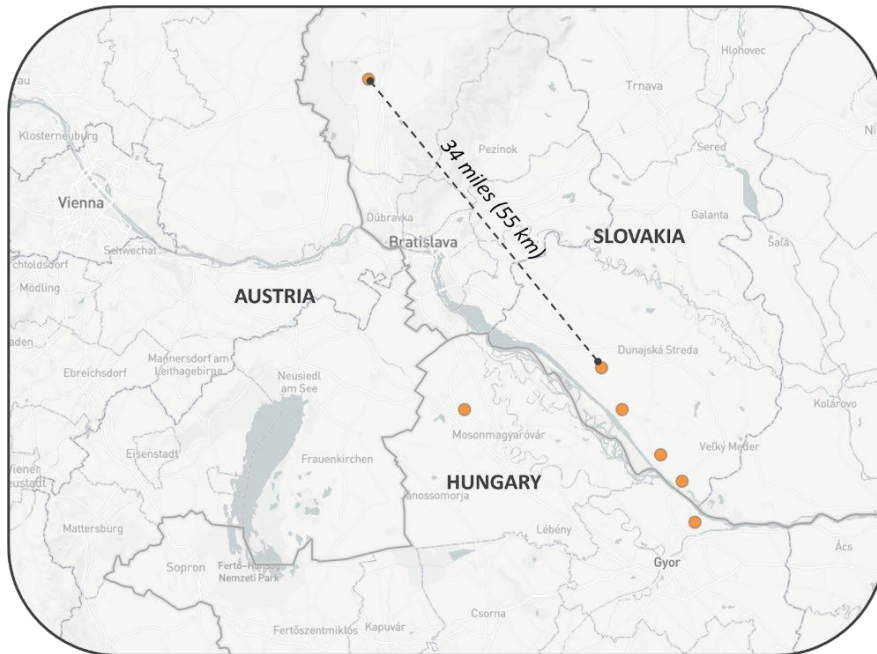 Hlohovec
Trnava
Klosterneuburg
Pezinok
Sered
Vienna
34 miles (55 km)
Dúbravka
Galanta
Bratislava
SLOVAKIA
Šaľa
Schwechat
Mödling
AUSTRIA
Mannersdorf am
Leithagebirge
Dunajská Streda
Ebreichsdorf
Neusiedl
am See
Kolárovo
Mosonmagyaróvár
Veľký Meder
Eisenstadt
Frauenkirchen
HUNGARY
Mattersburg
Lébény
Ács
Sopron
Gyor
Nemzeti Park
Csorna
Fertőszentmiklós
Kapuvár